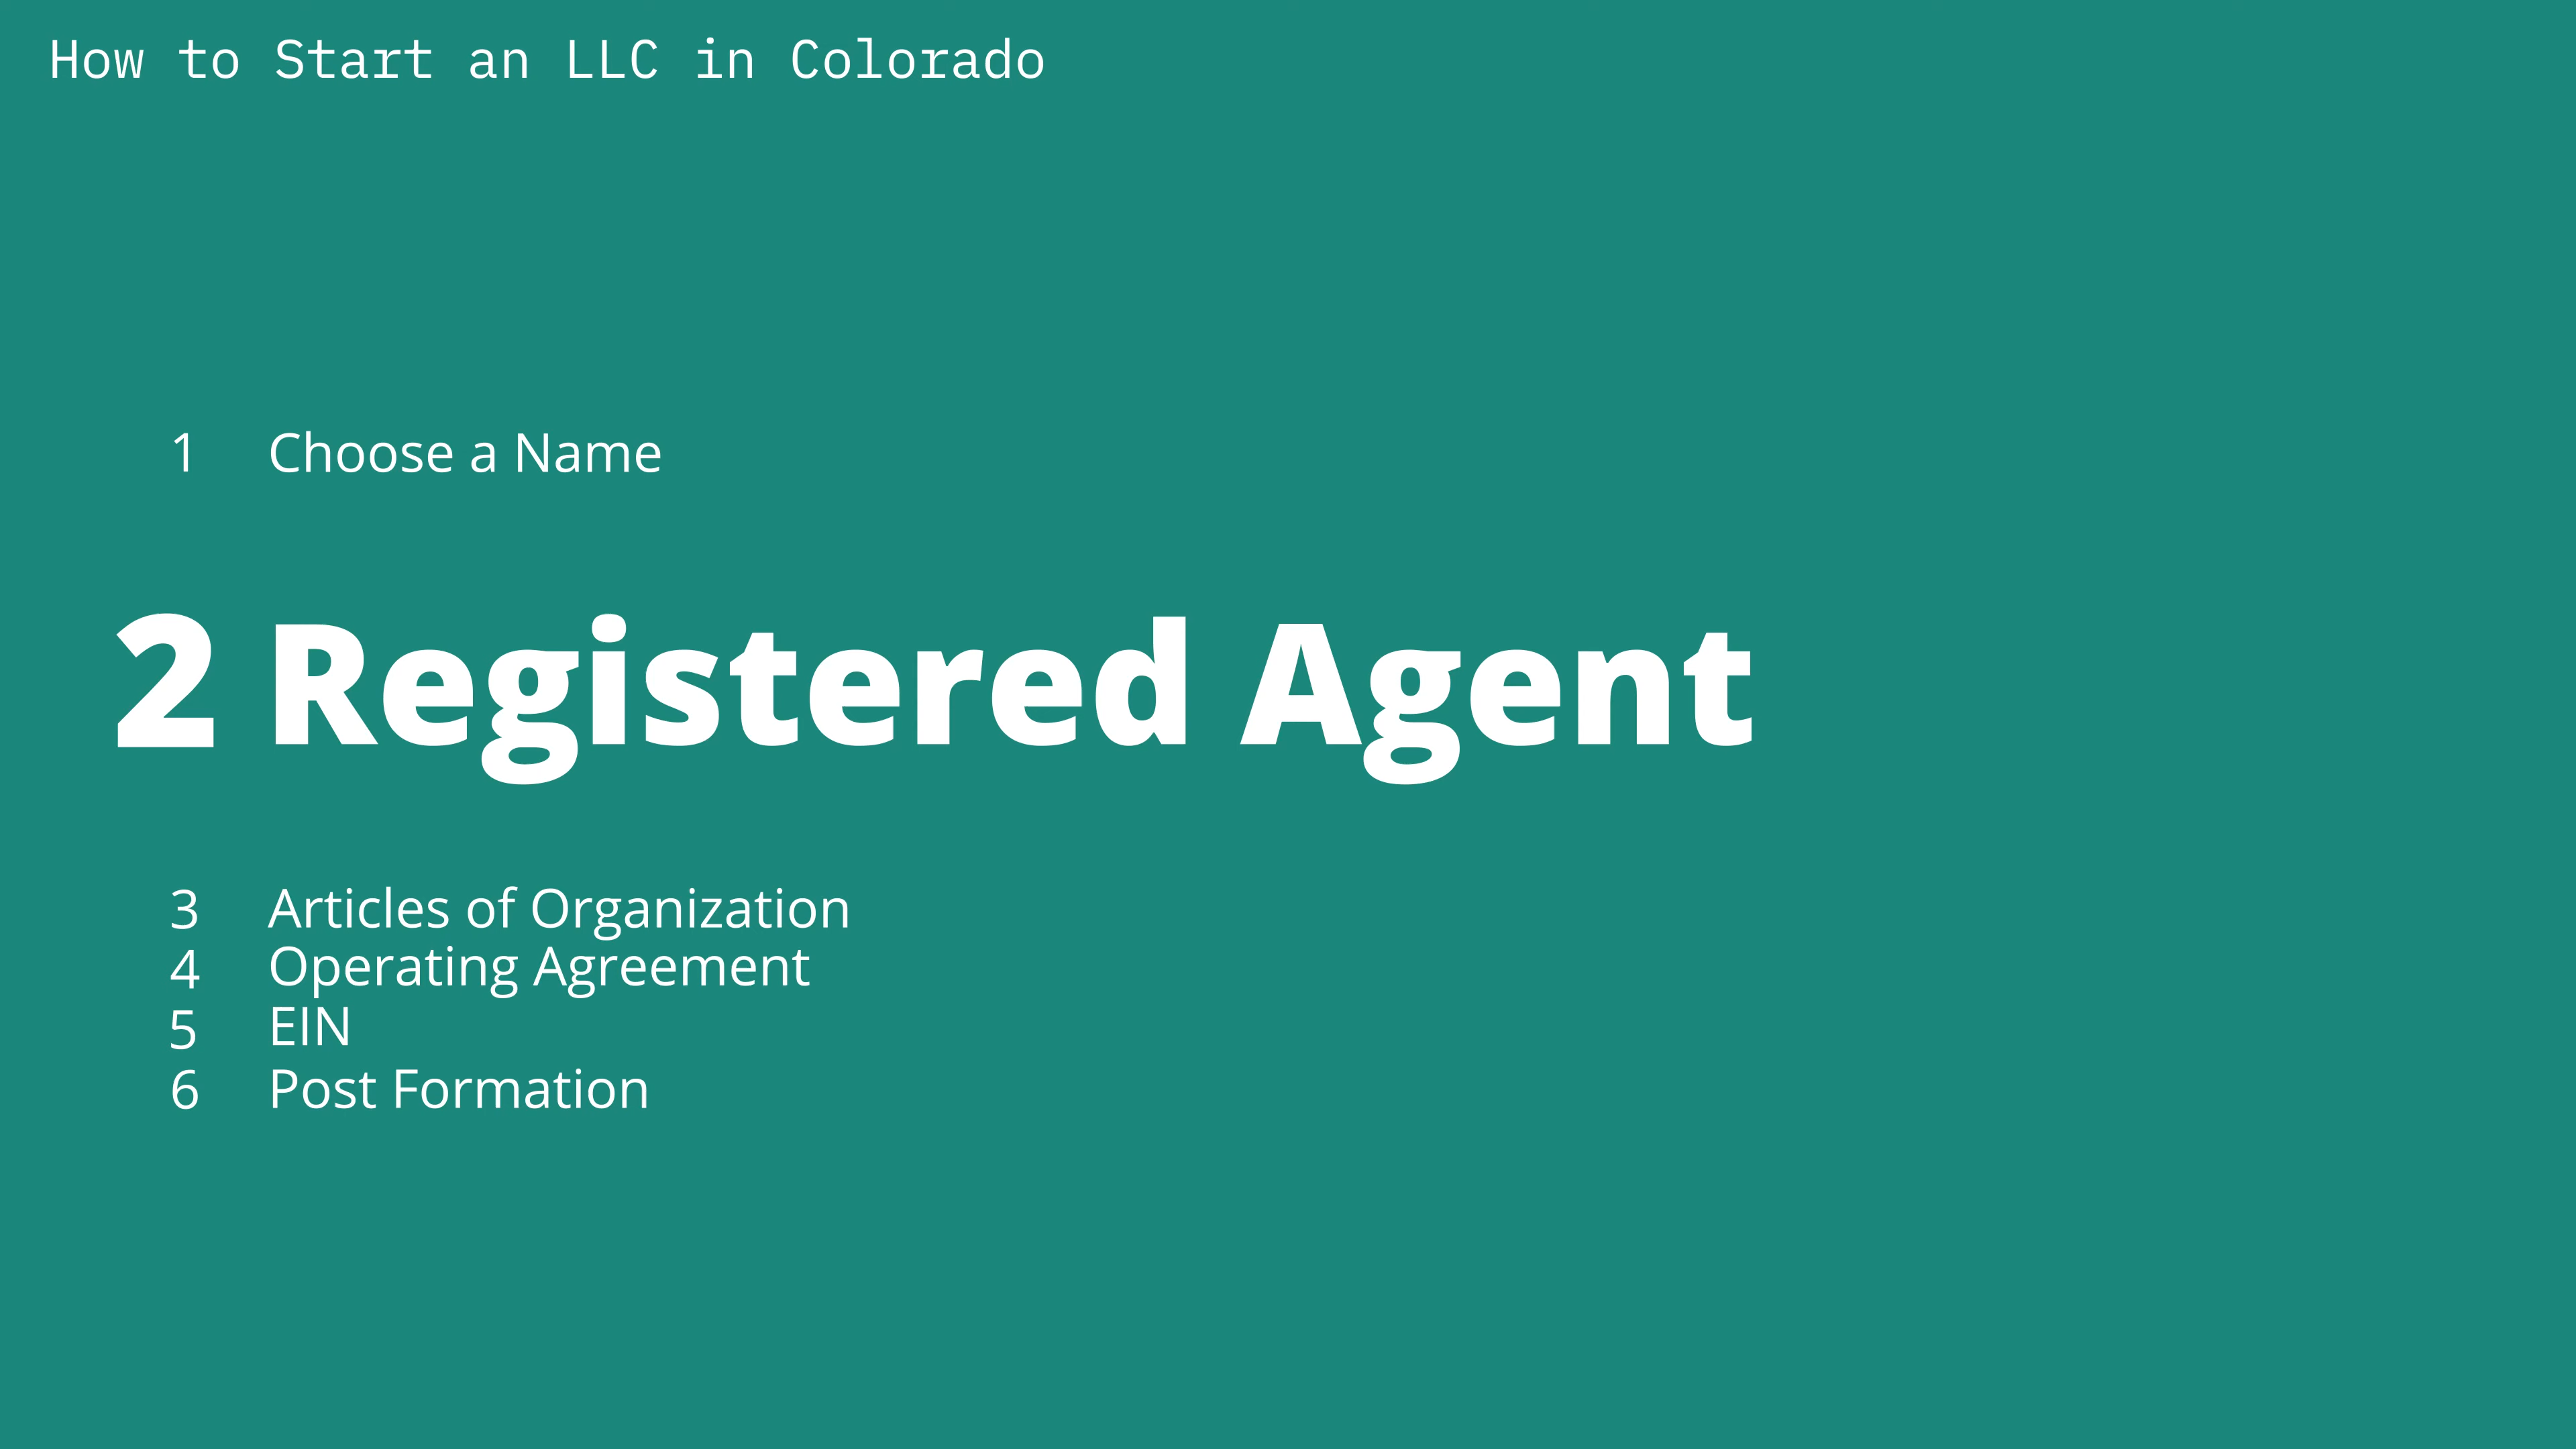 How to Start an LLC in Colorado
1 Choose a Name
2 Registered Agent
3 Articles of Organization
4 Operating Agreement
5 EIN
6 Post Formation